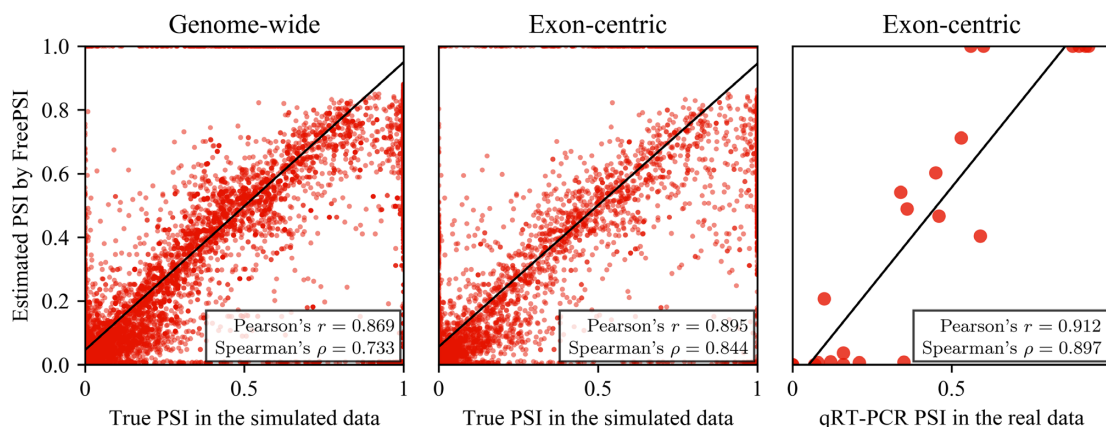 Genome-wide
Exon-centric
Exon-centric
Estimated PSI by FreePSI
1.0
0.8
0.6
0.4
0.2
0.0
Pearson's r = 0.869
Spearman's ρ = 0.733
0
0.5
1
True PSI in the simulated data
Pearson's r = 0.895
Spearman's ρ = 0.844
0
0.5
1
True PSI in the simulated data
Pearson's r = 0.912
Spearman's ρ = 0.897
0
0.5
qRT-PCR PSI in the real data